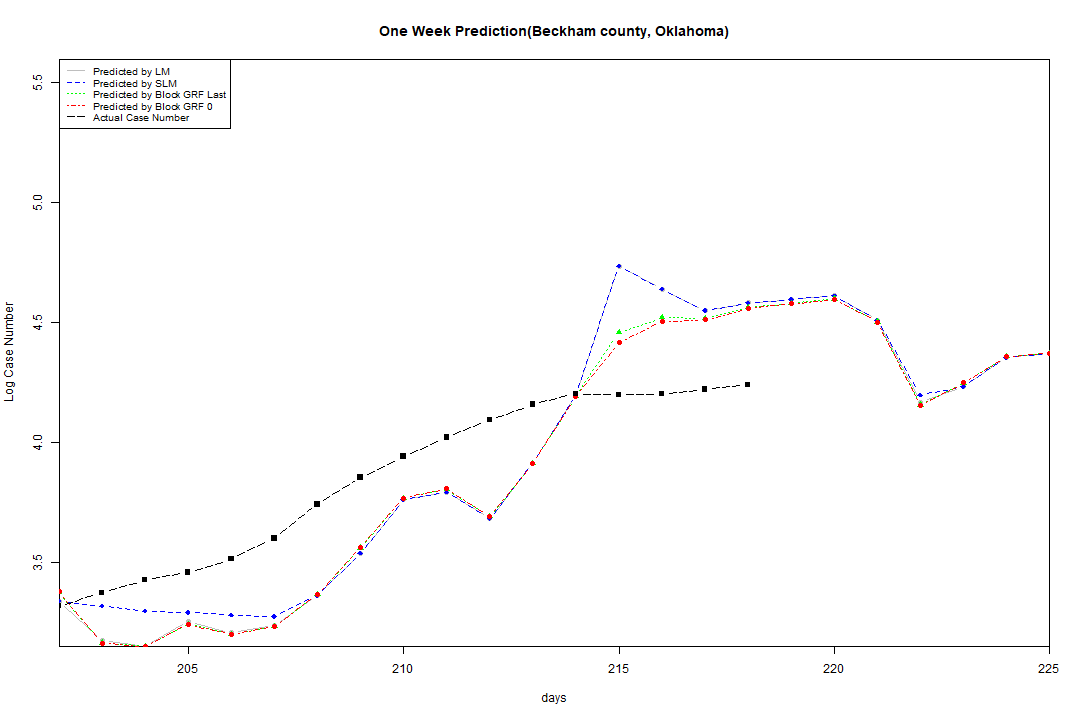 One Week Prediction(Beckham county, Oklahoma)
Predicted by LM
Predicted by SLM
Predicted by Block GRF Last
Predicted by Block GRF 0
Actual Case Number
5.5
5.0
4.5
4.0
3.5
Log Case Number
205 210 215 220 225
days